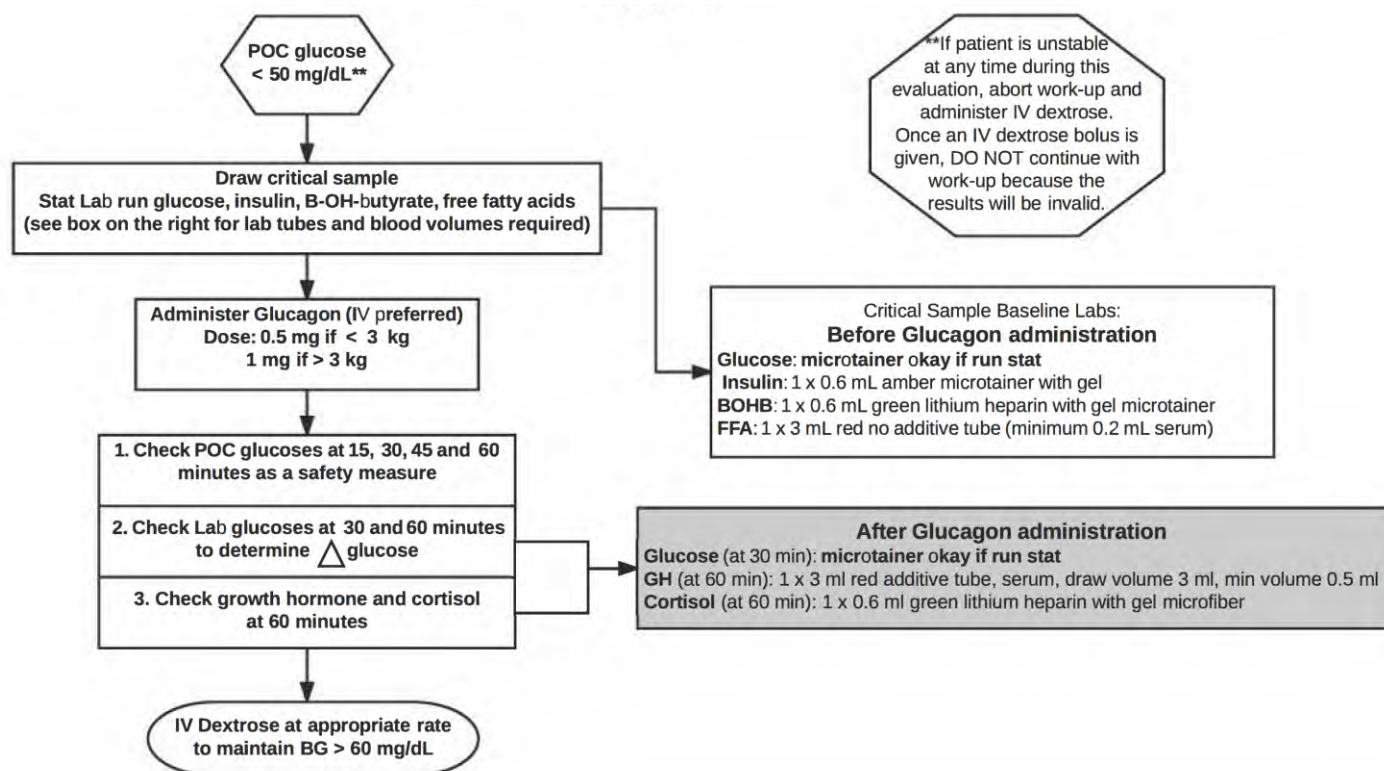 POC glucose
< 50 mg/dL**
**If patient is unstable
at any time during this
evaluation, abort work-up and
administer IV dextrose.
Once an IV dextrose bolus is
given, DO NOT continue with
work-up because the
results will be invalid.
Draw critical sample
Stat Lab run glucose, insulin, B-OH-butyrate, free fatty acids
(see box on the right for lab tubes and blood volumes required)
Administer Glucagon (IV preferred)
Dose: 0.5 mg if < 3 kg
1 mg if > 3 kg
Critical Sample Baseline Labs:
Before Glucagon administration
Glucose: microtainer okay if run stat
Insulin: 1 x 0.6 mL amber microtainer with gel
BOHB: 1 x 0.6 mL green lithium heparin with gel microtainer
FFA: 1 x 3 mL red no additive tube (minimum 0.2 mL serum)
1. Check POC glucoses at 15, 30, 45 and 60
minutes as a safety measure
2. Check Lab glucoses at 30 and 60 minutes
to determine △ glucose
3. Check growth hormone and cortisol
at 60 minutes
After Glucagon administration
Glucose (at 30 min): microtainer okay if run stat
GH (at 60 min): 1 x 3 ml red additive tube, serum, draw volume 3 ml, min volume 0.5 ml
Cortisol (at 60 min): 1 x 0.6 ml green lithium heparin with gel microfiber
IV Dextrose at appropriate rate
to maintain BG > 60 mg/dL